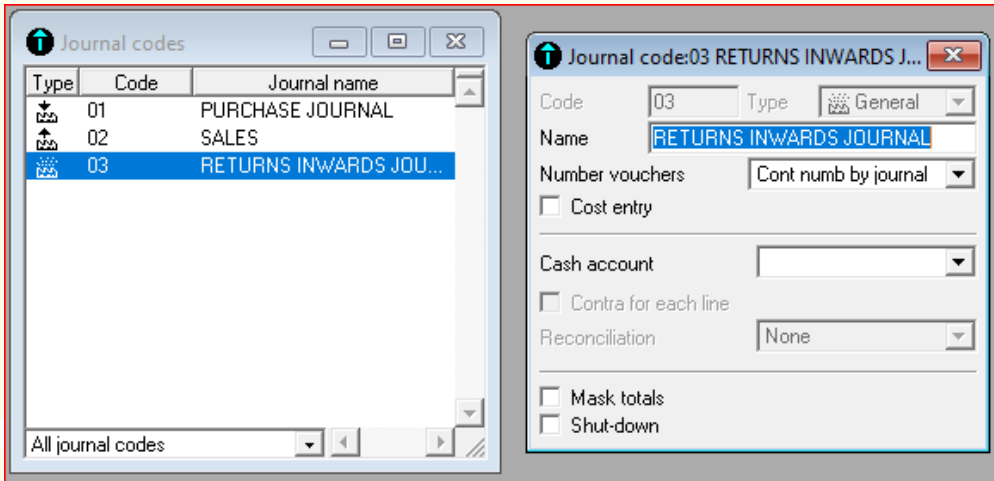 Journal codes
Type Code Journal name
01 PURCHASE JOURNAL
02 SALES
03 RETURNS INWARDS JOU...
All journal codes
Journal code:03 RETURNS INWARDS J...
Code 03 Type General
Name RETURNS INWARDS JOURNAL
Number vouchers Cont numb by journal
Cost entry
Cash account
Contra for each line
Reconciliation None
Mask totals
Shut-down